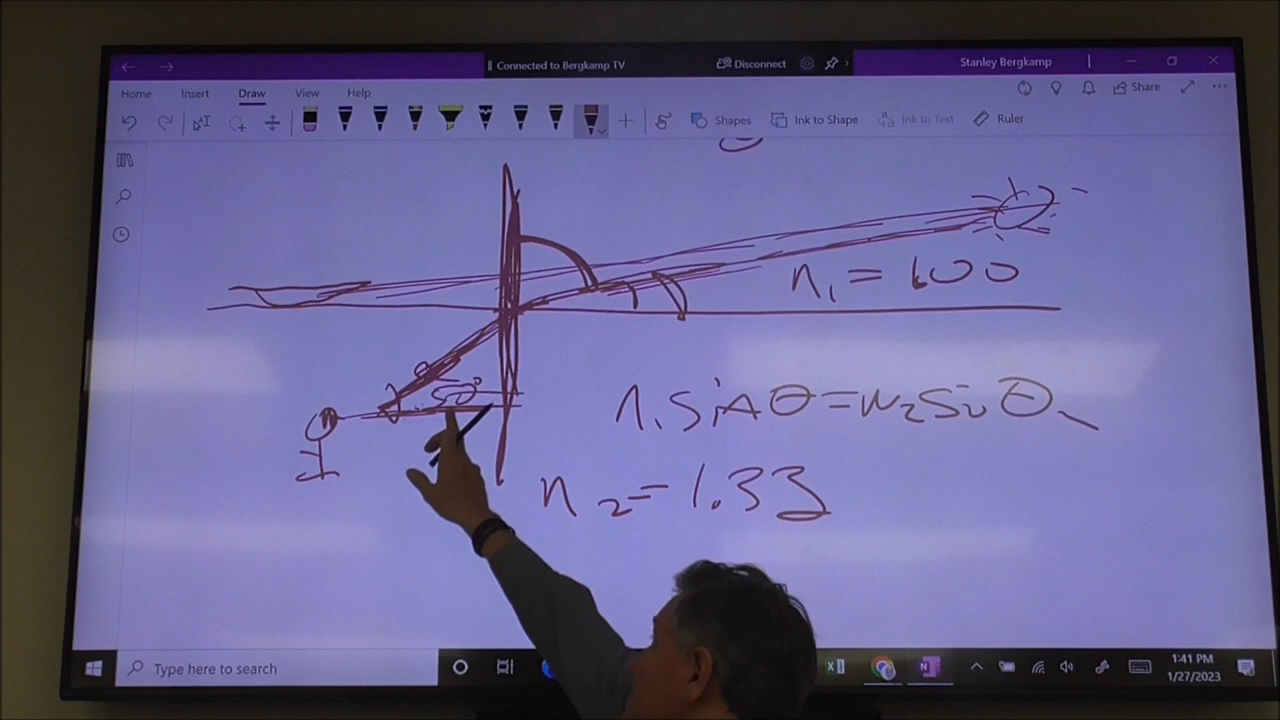 Connected to Bergkamp TV
Disconnect
Stanley Bergkamp
Home Insert Draw View Help
Share
Shapes
Ink to Shape
Ink to Text
Ruler
n₁ = 1.00
50°
n₁ sin θ = n₂ sin θ₂
n₂ = 1.33
Type here to search
1:41 PM
1/27/2023